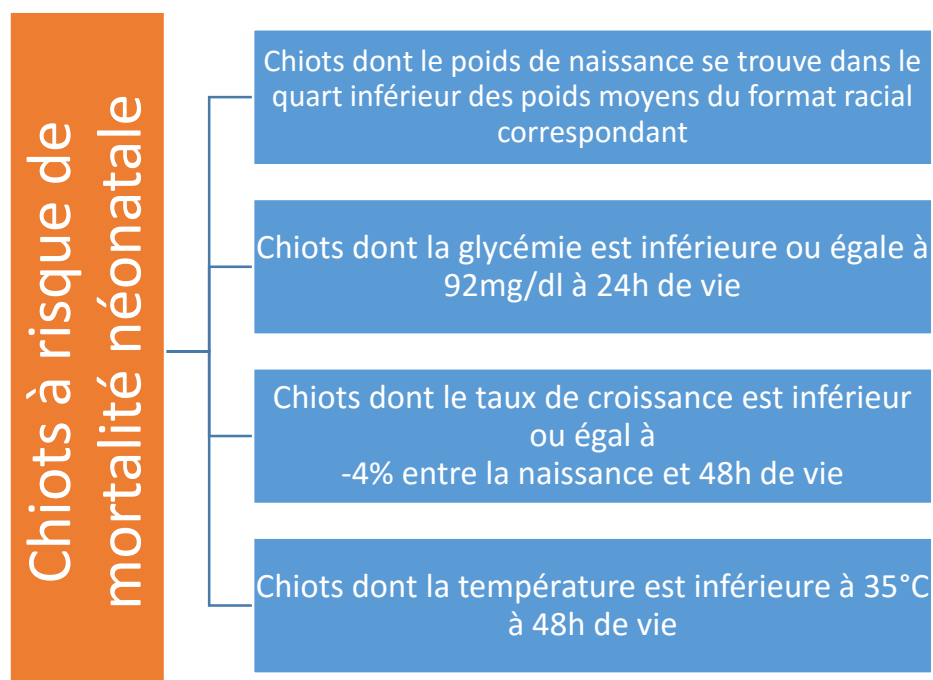 Chiots à risque de
mortalité néonatale
Chiots dont le poids de naissance se trouve dans le
quart inférieur des poids moyens du format racial
correspondant
Chiots dont la glycémie est inférieure ou égale à
92mg/dl à 24h de vie
Chiots dont le taux de croissance est inférieur
ou égal à
-4% entre la naissance et 48h de vie
Chiots dont la température est inférieure à 35°C
à 48h de vie